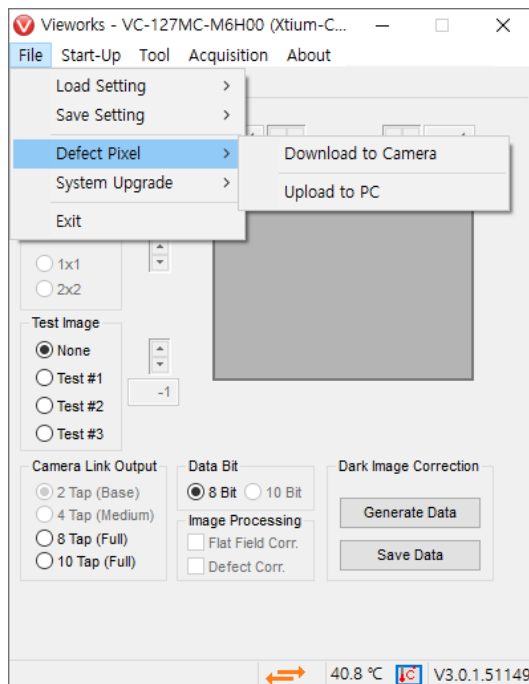 Vieworks - VC-127MC-M6H00 (Xtium-C...
File Start-Up Tool Acquisition About
Load Setting
Save Setting
Defect Pixel
Download to Camera
System Upgrade
Upload to PC
Exit
1x1
2x2
Test Image
None
Test #1
-1
Test #2
Test #3
Camera Link Output
2 Tap (Base)
4 Tap (Medium)
8 Tap (Full)
10 Tap (Full)
Data Bit
8 Bit 10 Bit
Image Processing
Flat Field Corr.
Defect Corr.
Dark Image Correction
Generate Data
Save Data
40.8 ℃ C V3.0.1.51149